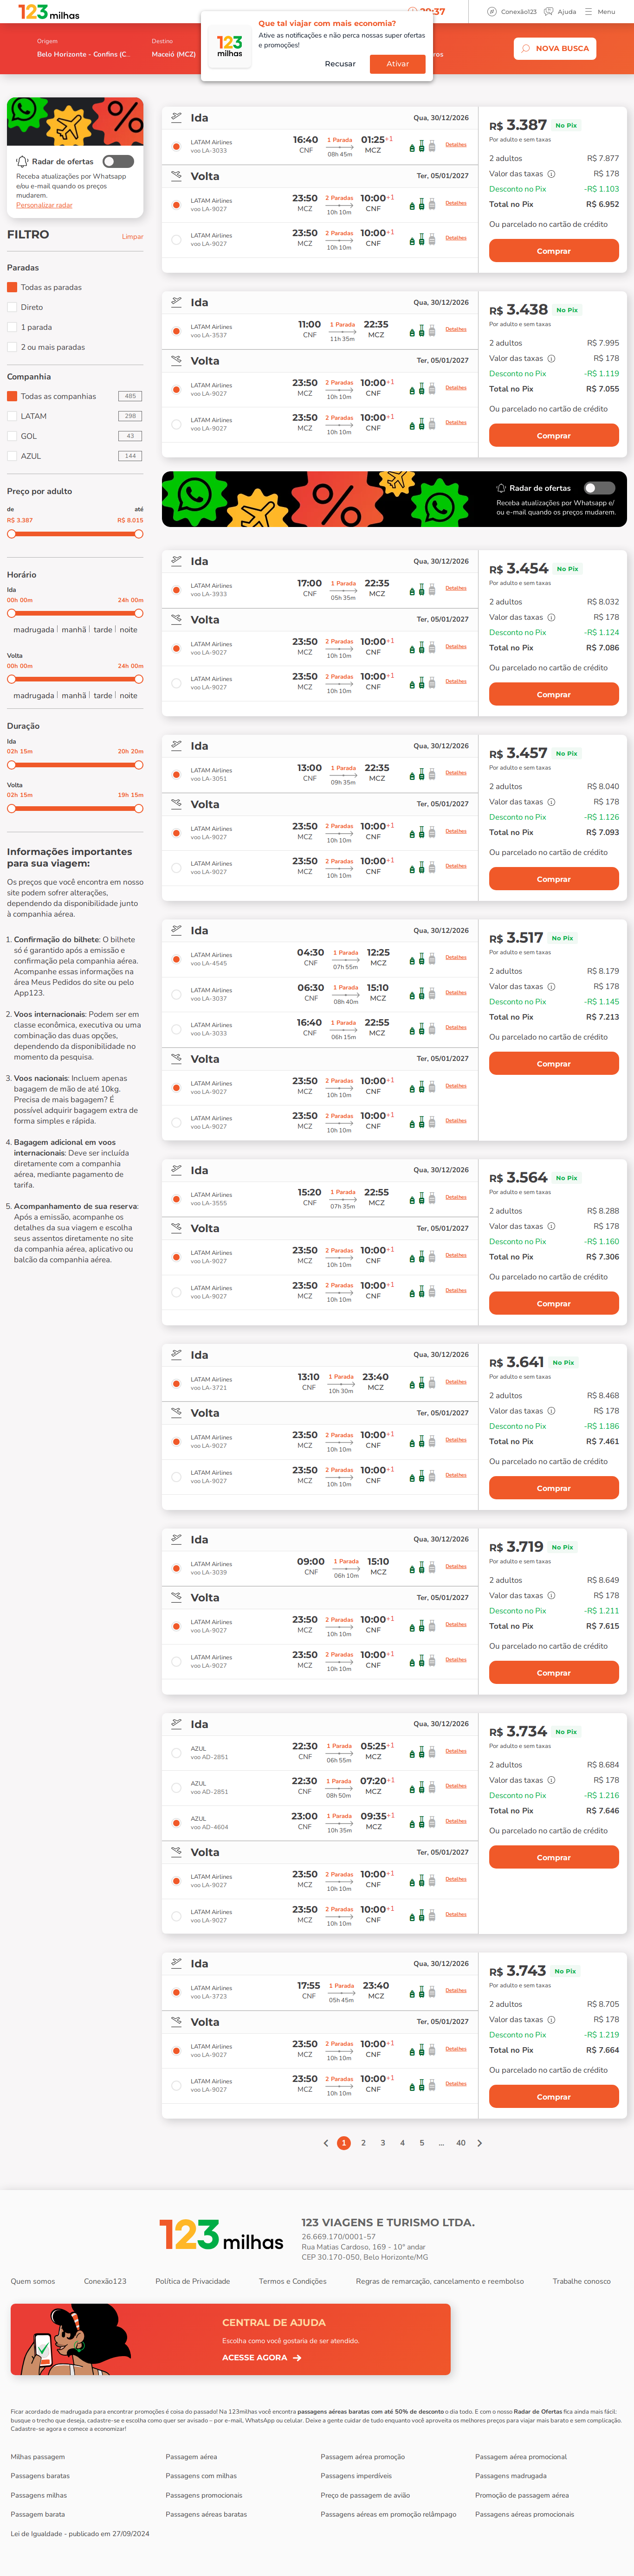 123milhas
Conexão123
Ajuda
Menu
Que tal viajar com mais economia?
Ative as notificações e não perca nossas super ofertas
e promoções!
Recusar
Ativar
Origem
Belo Horizonte - Confins (C...
Destino
Maceió (MCZ)
NOVA BUSCA
Radar de ofertas
Receba atualizações por Whatsapp
e/ou e-mail quando os preços
mudarem.
Personalizar radar
FILTRO
Limpar
Paradas
Todas as paradas
Direto
1 parada
2 ou mais paradas
Companhia
Todas as companhias 485
LATAM 298
GOL 43
AZUL 144
Preço por adulto
de até
R$ 3.387 R$ 8.015
Horário
Ida
00h 00m 24h 00m
madrugada manhã tarde noite
Volta
00h 00m 24h 00m
madrugada manhã tarde noite
Duração
Ida
02h 15m 20h 20m
Volta
02h 15m 19h 15m
Informações importantes
para sua viagem:
Os preços que você encontra em nosso
site podem sofrer alterações,
dependendo da disponibilidade junto
à companhia aérea.
1. Confirmação do bilhete: O bilhete
só é garantido após a emissão e
confirmação pela companhia aérea.
Acompanhe essas informações na
área Meus Pedidos do site ou pelo
App123.
2. Voos internacionais: Podem ser em
classe econômica, executiva ou uma
combinação das duas opções,
dependendo da disponibilidade no
momento da pesquisa.
3. Voos nacionais: Incluem apenas
bagagem de mão de até 10kg.
Precisa de mais bagagem? É
possível adquirir bagagem extra de
forma simples e rápida.
4. Bagagem adicional em voos
internacionais: Deve ser incluída
diretamente com a companhia
aérea, mediante pagamento de
tarifa.
5. Acompanhamento de sua reserva:
Após a emissão, acompanhe os
detalhes da sua viagem e escolha
seus assentos diretamente no site
da companhia aérea, aplicativo ou
balcão da companhia aérea.
Ida Qua, 30/12/2026
LATAM Airlines voo LA-3033 16:40 CNF 1 Parada 08h 45m 01:25+1 MCZ Detalhes
Volta Ter, 05/01/2027
LATAM Airlines voo LA-9027 23:50 MCZ 2 Paradas 10h 10m 10:00+1 CNF Detalhes
LATAM Airlines voo LA-9027 23:50 MCZ 2 Paradas 10h 10m 10:00+1 CNF Detalhes
R$ 3.387 No Pix
Por adulto e sem taxas
2 adultos R$ 7.877
Valor das taxas R$ 178
Desconto no Pix -R$ 1.103
Total no Pix R$ 6.952
Ou parcelado no cartão de crédito
Comprar
Ida Qua, 30/12/2026
LATAM Airlines voo LA-3537 11:00 CNF 1 Parada 11h 35m 22:35 MCZ Detalhes
Volta Ter, 05/01/2027
LATAM Airlines voo LA-9027 23:50 MCZ 2 Paradas 10h 10m 10:00+1 CNF Detalhes
LATAM Airlines voo LA-9027 23:50 MCZ 2 Paradas 10h 10m 10:00+1 CNF Detalhes
R$ 3.438 No Pix
Por adulto e sem taxas
2 adultos R$ 7.995
Valor das taxas R$ 178
Desconto no Pix -R$ 1.119
Total no Pix R$ 7.055
Ou parcelado no cartão de crédito
Comprar
Radar de ofertas
Receba atualizações por Whatsapp e/
ou e-mail quando os preços mudarem.
Ida Qua, 30/12/2026
LATAM Airlines voo LA-3933 17:00 CNF 1 Parada 05h 35m 22:35 MCZ Detalhes
Volta Ter, 05/01/2027
LATAM Airlines voo LA-9027 23:50 MCZ 2 Paradas 10h 10m 10:00+1 CNF Detalhes
LATAM Airlines voo LA-9027 23:50 MCZ 2 Paradas 10h 10m 10:00+1 CNF Detalhes
R$ 3.454 No Pix
Por adulto e sem taxas
2 adultos R$ 8.032
Valor das taxas R$ 178
Desconto no Pix -R$ 1.124
Total no Pix R$ 7.086
Ou parcelado no cartão de crédito
Comprar
Ida Qua, 30/12/2026
LATAM Airlines voo LA-3051 13:00 CNF 1 Parada 09h 35m 22:35 MCZ Detalhes
Volta Ter, 05/01/2027
LATAM Airlines voo LA-9027 23:50 MCZ 2 Paradas 10h 10m 10:00+1 CNF Detalhes
LATAM Airlines voo LA-9027 23:50 MCZ 2 Paradas 10h 10m 10:00+1 CNF Detalhes
R$ 3.457 No Pix
Por adulto e sem taxas
2 adultos R$ 8.040
Valor das taxas R$ 178
Desconto no Pix -R$ 1.126
Total no Pix R$ 7.093
Ou parcelado no cartão de crédito
Comprar
Ida Qua, 30/12/2026
LATAM Airlines voo LA-4545 04:30 CNF 1 Parada 07h 55m 12:25 MCZ Detalhes
LATAM Airlines voo LA-3037 06:30 CNF 1 Parada 08h 40m 15:10 MCZ Detalhes
LATAM Airlines voo LA-3033 16:40 CNF 1 Parada 06h 15m 22:55 MCZ Detalhes
Volta Ter, 05/01/2027
LATAM Airlines voo LA-9027 23:50 MCZ 2 Paradas 10h 10m 10:00+1 CNF Detalhes
LATAM Airlines voo LA-9027 23:50 MCZ 2 Paradas 10h 10m 10:00+1 CNF Detalhes
R$ 3.517 No Pix
Por adulto e sem taxas
2 adultos R$ 8.179
Valor das taxas R$ 178
Desconto no Pix -R$ 1.145
Total no Pix R$ 7.213
Ou parcelado no cartão de crédito
Comprar
Ida Qua, 30/12/2026
LATAM Airlines voo LA-3555 15:20 CNF 1 Parada 07h 35m 22:55 MCZ Detalhes
Volta Ter, 05/01/2027
LATAM Airlines voo LA-9027 23:50 MCZ 2 Paradas 10h 10m 10:00+1 CNF Detalhes
LATAM Airlines voo LA-9027 23:50 MCZ 2 Paradas 10h 10m 10:00+1 CNF Detalhes
R$ 3.564 No Pix
Por adulto e sem taxas
2 adultos R$ 8.288
Valor das taxas R$ 178
Desconto no Pix -R$ 1.160
Total no Pix R$ 7.306
Ou parcelado no cartão de crédito
Comprar
Ida Qua, 30/12/2026
LATAM Airlines voo LA-3721 13:10 CNF 1 Parada 10h 30m 23:40 MCZ Detalhes
Volta Ter, 05/01/2027
LATAM Airlines voo LA-9027 23:50 MCZ 2 Paradas 10h 10m 10:00+1 CNF Detalhes
LATAM Airlines voo LA-9027 23:50 MCZ 2 Paradas 10h 10m 10:00+1 CNF Detalhes
R$ 3.641 No Pix
Por adulto e sem taxas
2 adultos R$ 8.468
Valor das taxas R$ 178
Desconto no Pix -R$ 1.186
Total no Pix R$ 7.461
Ou parcelado no cartão de crédito
Comprar
Ida Qua, 30/12/2026
LATAM Airlines voo LA-3039 09:00 CNF 1 Parada 06h 10m 15:10 MCZ Detalhes
Volta Ter, 05/01/2027
LATAM Airlines voo LA-9027 23:50 MCZ 2 Paradas 10h 10m 10:00+1 CNF Detalhes
LATAM Airlines voo LA-9027 23:50 MCZ 2 Paradas 10h 10m 10:00+1 CNF Detalhes
R$ 3.719 No Pix
Por adulto e sem taxas
2 adultos R$ 8.649
Valor das taxas R$ 178
Desconto no Pix -R$ 1.211
Total no Pix R$ 7.615
Ou parcelado no cartão de crédito
Comprar
Ida Qua, 30/12/2026
AZUL voo AD-2851 22:30 CNF 1 Parada 06h 55m 05:25+1 MCZ Detalhes
AZUL voo AD-2851 22:30 CNF 1 Parada 08h 50m 07:20+1 MCZ Detalhes
AZUL voo AD-4604 23:00 CNF 1 Parada 10h 35m 09:35+1 MCZ Detalhes
Volta Ter, 05/01/2027
LATAM Airlines voo LA-9027 23:50 MCZ 2 Paradas 10h 10m 10:00+1 CNF Detalhes
LATAM Airlines voo LA-9027 23:50 MCZ 2 Paradas 10h 10m 10:00+1 CNF Detalhes
R$ 3.734 No Pix
Por adulto e sem taxas
2 adultos R$ 8.684
Valor das taxas R$ 178
Desconto no Pix -R$ 1.216
Total no Pix R$ 7.646
Ou parcelado no cartão de crédito
Comprar
Ida Qua, 30/12/2026
LATAM Airlines voo LA-3723 17:55 CNF 1 Parada 05h 45m 23:40 MCZ Detalhes
Volta Ter, 05/01/2027
LATAM Airlines voo LA-9027 23:50 MCZ 2 Paradas 10h 10m 10:00+1 CNF Detalhes
LATAM Airlines voo LA-9027 23:50 MCZ 2 Paradas 10h 10m 10:00+1 CNF Detalhes
R$ 3.743 No Pix
Por adulto e sem taxas
2 adultos R$ 8.705
Valor das taxas R$ 178
Desconto no Pix -R$ 1.219
Total no Pix R$ 7.664
Ou parcelado no cartão de crédito
Comprar
1 2 3 4 5 ... 40
123milhas
123 VIAGENS E TURISMO LTDA.
26.669.170/0001-57
Rua Matias Cardoso, 169 - 10° andar
CEP 30.170-050, Belo Horizonte/MG
Quem somos Conexão123 Política de Privacidade Termos e Condições Regras de remarcação, cancelamento e reembolso Trabalhe conosco
CENTRAL DE AJUDA
Escolha como você gostaria de ser atendido.
ACESSE AGORA
Ficar acordado de madrugada para encontrar promoções é coisa do passado! Na 123milhas você encontra passagens aéreas baratas com até 50% de desconto o dia todo. E com o nosso Radar de Ofertas fica ainda mais fácil:
busque o trecho que deseja, cadastre-se e escolha como quer ser avisado – por e-mail, WhatsApp ou celular. Deixe a gente cuidar de tudo enquanto você aproveita os melhores preços para viajar mais barato e sem complicação.
Cadastre-se agora e comece a economizar!
Milhas passagem Passagem aérea Passagem aérea promoção Passagem aérea promocional
Passagens baratas Passagens com milhas Passagens imperdíveis Passagens madrugada
Passagens milhas Passagens promocionais Preço de passagem de avião Promoção de passagem aérea
Passagem barata Passagens aéreas baratas Passagens aéreas em promoção relâmpago Passagens aéreas promocionais
Lei de Igualdade - publicado em 27/09/2024